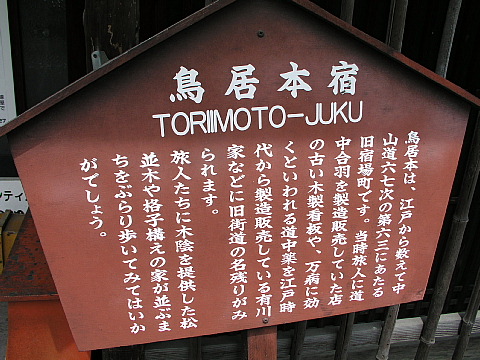 鳥居本宿
TORIIMOTO-JUKU
鳥居本は、江戸から数えて中
山道六七次の第六三にあたる
旧宿場町です。当時旅人に道
中合羽を製造販売していた店
の古い木製看板や、万病に効
くといわれる道中薬を江戸時
代から製造販売している有川
家などに旧街道の名残りがみ
られます。
旅人たちに木陰を提供した松
並木や格子構えの家が並ぶま
ちをぶらり歩いてみてはいか
がでしょう。